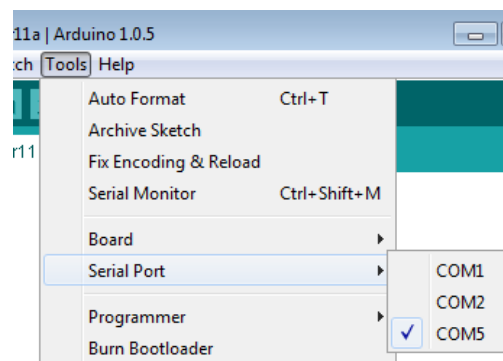 r11a | Arduino 1.0.5
tch Tools Help
Auto Format Ctrl+T
Archive Sketch
r11
Fix Encoding & Reload
Serial Monitor Ctrl+Shift+M
Board
Serial Port
COM1
COM2
Programmer
COM5
Burn Bootloader